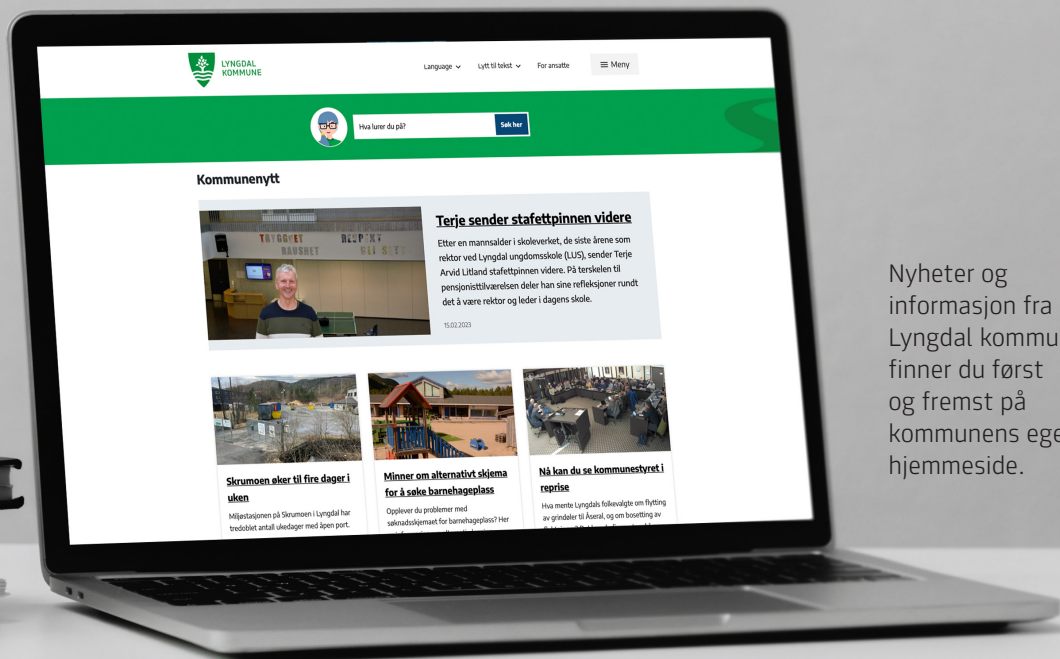 LYNGDAL
KOMMUNE
Language
Lytt til tekst
For ansatte
Meny
Hva lurer du på?
Søk her
Kommunenytt
TRYGGHET RESPEKT
RAUSHET BLI SETT
Terje sender stafettpinnen videre
Etter en mannsalder i skoleverket, de siste årene som
rektor ved Lyngdal ungdomsskole (LUS), sender Terje
Arvid Litland stafettpinnen videre. På terskelen til
pensjonisttilværelsen deler han sine refleksjoner rundt
det å være rektor og leder i dagens skole.
15.02.2023
Skrumoen øker til fire dager i
uken
Miljøstasjonen på Skrumoen i Lyngdal har
tredoblet antall ukedager med åpen port.
Minner om alternativt skjema
for å søke barnehageplass
Opplever du problemer med
søknadsskjemaet for barnehageplass? Her
Nå kan du se kommunestyret i
reprise
Hva mente Lyngdals folkevalgte om flytting
av grindøler til Åseral, og om bosetting av
Nyheter og
informasjon fra
Lyngdal kommu
finner du først
og fremst på
kommunens ege
hjemmeside.